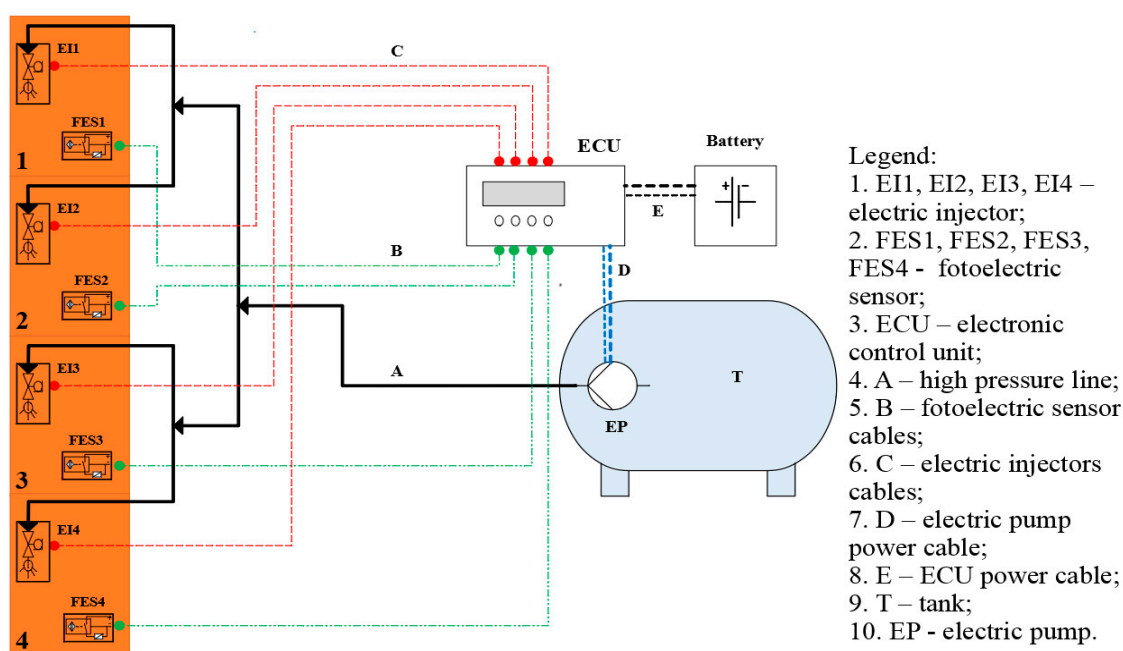 EI1
C
FES1
1
ECU
Battery
EI2
E
B
D
FES2
2
EI3
A
T
EP
FES3
3
EI4
FES4
4
Legend:
1. EI1, EI2, EI3, EI4 –
electric injector;
2. FES1, FES2, FES3,
FES4 - fotoelectric
sensor;
3. ECU – electronic
control unit;
4. A – high pressure line;
5. B – fotoelectric sensor
cables;
6. C – electric injectors
cables;
7. D – electric pump
power cable;
8. E – ECU power cable;
9. T – tank;
10. EP - electric pump.